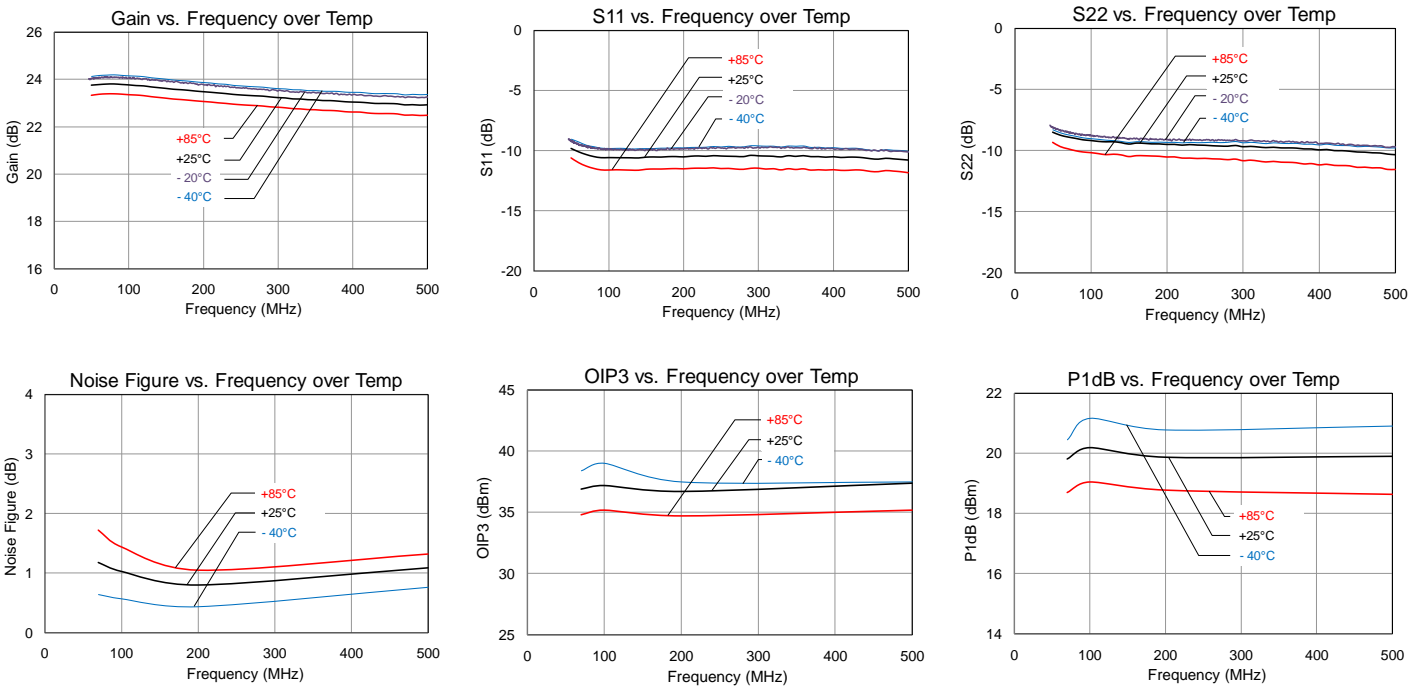 Gain vs. Frequency over Temp
26
24
22
20
18
16
Gain (dB)
+85°C
+25°C
- 20°C
- 40°C
0 100 200 300 400 500
Frequency (MHz)
S11 vs. Frequency over Temp
0
-5
-10
-15
-20
S11 (dB)
+85°C
+25°C
- 20°C
- 40°C
0 100 200 300 400 500
Frequency (MHz)
S22 vs. Frequency over Temp
0
-5
-10
-15
-20
S22 (dB)
+85°C
+25°C
- 20°C
- 40°C
0 100 200 300 400 500
Frequency (MHz)
Noise Figure vs. Frequency over Temp
4
3
2
1
0
Noise Figure (dB)
+85°C
+25°C
- 40°C
0 100 200 300 400 500
Frequency (MHz)
OIP3 vs. Frequency over Temp
45
40
35
30
25
OIP3 (dBm)
+85°C
+25°C
- 40°C
0 100 200 300 400 500
Frequency (MHz)
P1dB vs. Frequency over Temp
22
20
18
16
14
P1dB (dBm)
+85°C
+25°C
- 40°C
0 100 200 300 400 500
Frequency (MHz)